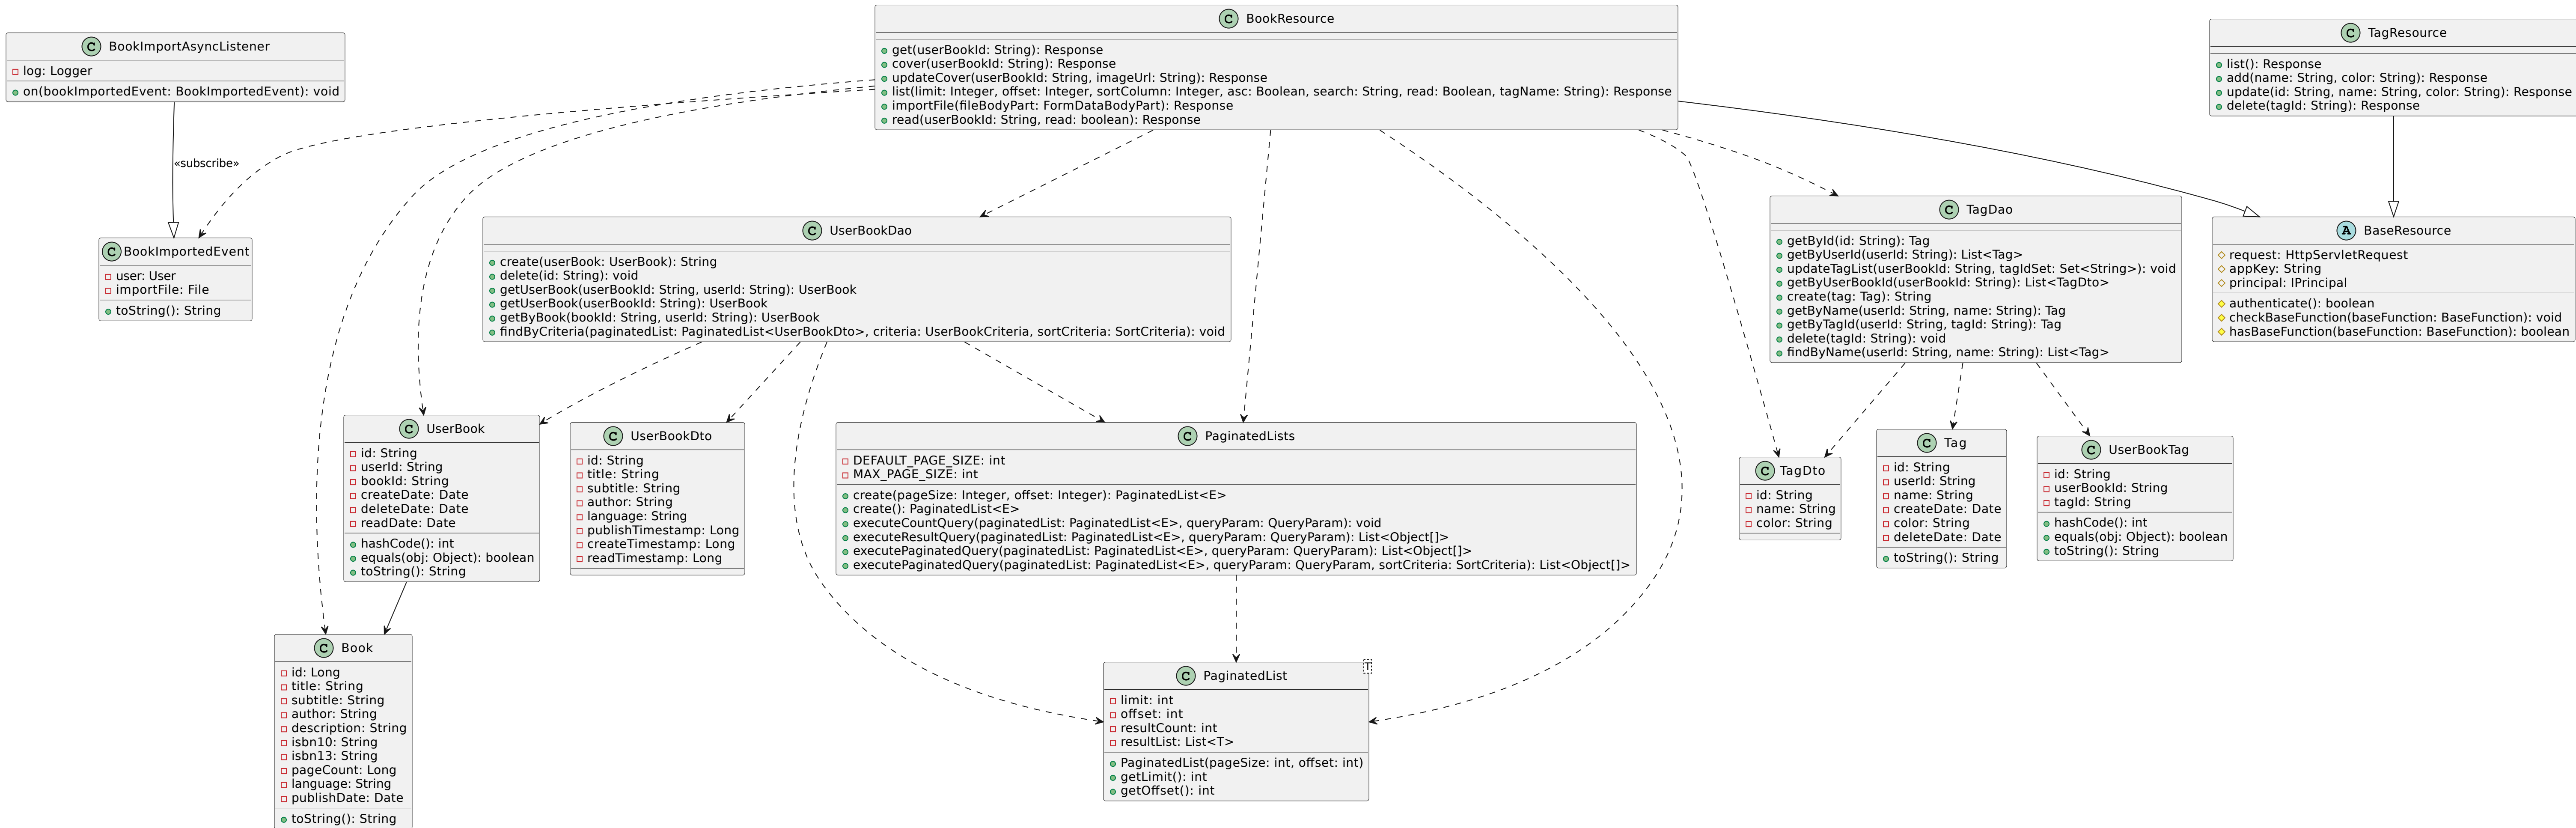 BookImportAsyncListener
log: Logger
on(bookImportedEvent: BookImportedEvent): void
BookResource
get(userBookId: String): Response
cover(userBookId: String): Response
updateCover(userBookId: String, imageUrl: String): Response
list(limit: Integer, offset: Integer, sortColumn: Integer, asc: Boolean, search: String, read: Boolean, tagName: String): Response
importFile(fileBodyPart: FormDataBodyPart): Response
read(userBookId: String, read: boolean): Response
TagResource
list(): Response
add(name: String, color: String): Response
update(id: String, name: String, color: String): Response
delete(tagId: String): Response
«subscribe»
BookImportedEvent
user: User
importFile: File
toString(): String
UserBookDao
create(userBook: UserBook): String
delete(id: String): void
getUserBook(userBookId: String, userId: String): UserBook
getUserBook(userBookId: String): UserBook
getByBook(bookId: String, userId: String): UserBook
findByCriteria(paginatedList: PaginatedList<UserBookDto>, criteria: UserBookCriteria, sortCriteria: SortCriteria): void
TagDao
getById(id: String): Tag
getByUserId(userId: String): List<Tag>
updateTagList(userBookId: String, tagIdSet: Set<String>): void
getByUserBookId(userBookId: String): List<TagDto>
create(tag: Tag): String
getByName(userId: String, name: String): Tag
getByTagId(userId: String, tagId: String): Tag
delete(tagId: String): void
findByName(userId: String, name: String): List<Tag>
BaseResource
request: HttpServletRequest
appKey: String
principal: IPrincipal
authenticate(): boolean
checkBaseFunction(baseFunction: BaseFunction): void
hasBaseFunction(baseFunction: BaseFunction): boolean
UserBook
id: String
userId: String
bookId: String
createDate: Date
deleteDate: Date
readDate: Date
hashCode(): int
equals(obj: Object): boolean
toString(): String
UserBookDto
id: String
title: String
subtitle: String
author: String
language: String
publishTimestamp: Long
createTimestamp: Long
readTimestamp: Long
PaginatedLists
DEFAULT_PAGE_SIZE: int
MAX_PAGE_SIZE: int
create(pageSize: Integer, offset: Integer): PaginatedList<E>
create(): PaginatedList<E>
executeCountQuery(paginatedList: PaginatedList<E>, queryParam: QueryParam): void
executeResultQuery(paginatedList: PaginatedList<E>, queryParam: QueryParam): List<Object[]>
executePaginatedQuery(paginatedList: PaginatedList<E>, queryParam: QueryParam): List<Object[]>
executePaginatedQuery(paginatedList: PaginatedList<E>, queryParam: QueryParam, sortCriteria: SortCriteria): List<Object[]>
TagDto
id: String
name: String
color: String
Tag
id: String
userId: String
name: String
createDate: Date
color: String
deleteDate: Date
toString(): String
UserBookTag
id: String
userBookId: String
tagId: String
hashCode(): int
equals(obj: Object): boolean
toString(): String
Book
id: Long
title: String
subtitle: String
author: String
description: String
isbn10: String
isbn13: String
pageCount: Long
language: String
publishDate: Date
toString(): String
PaginatedList
T
limit: int
offset: int
resultCount: int
resultList: List<T>
PaginatedList(pageSize: int, offset: int)
getLimit(): int
getOffset(): int